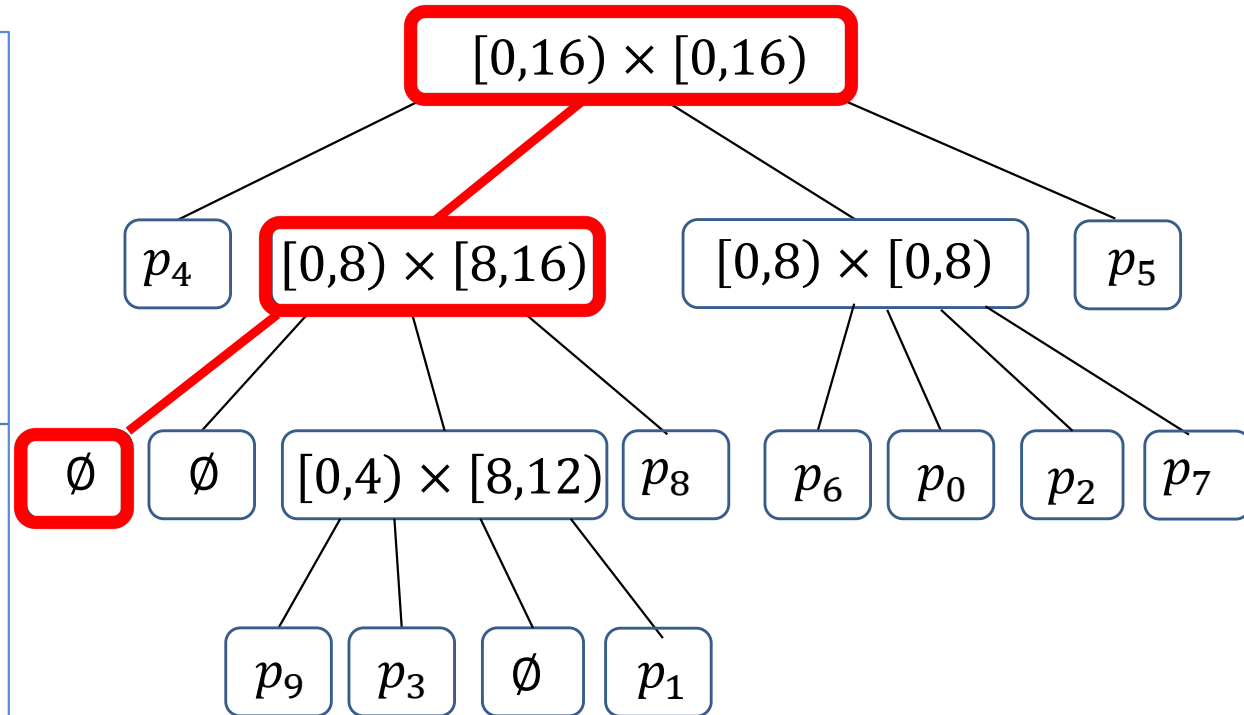 [0,16) × [0,16)
p₄ [0,8) × [8,16) [0,8) × [0,8) p₅
∅ ∅ [0,4) × [8,12) p₈ p₆ p₀ p₂ p₇
p₉ p₃ ∅ p₁